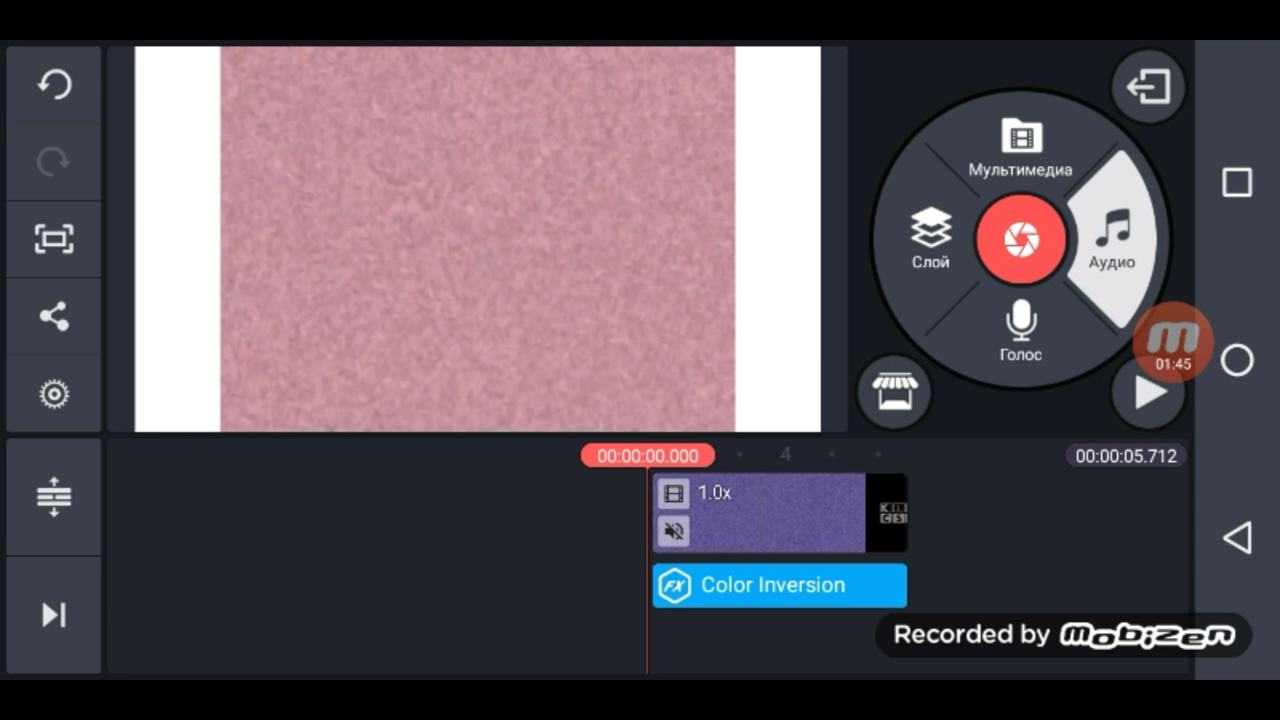 Мультимедиа
Слой
Аудио
Голос
01:45
00:00:00.000
4
00:00:05.712
1.0x
FX
Color Inversion
Recorded by mobizen